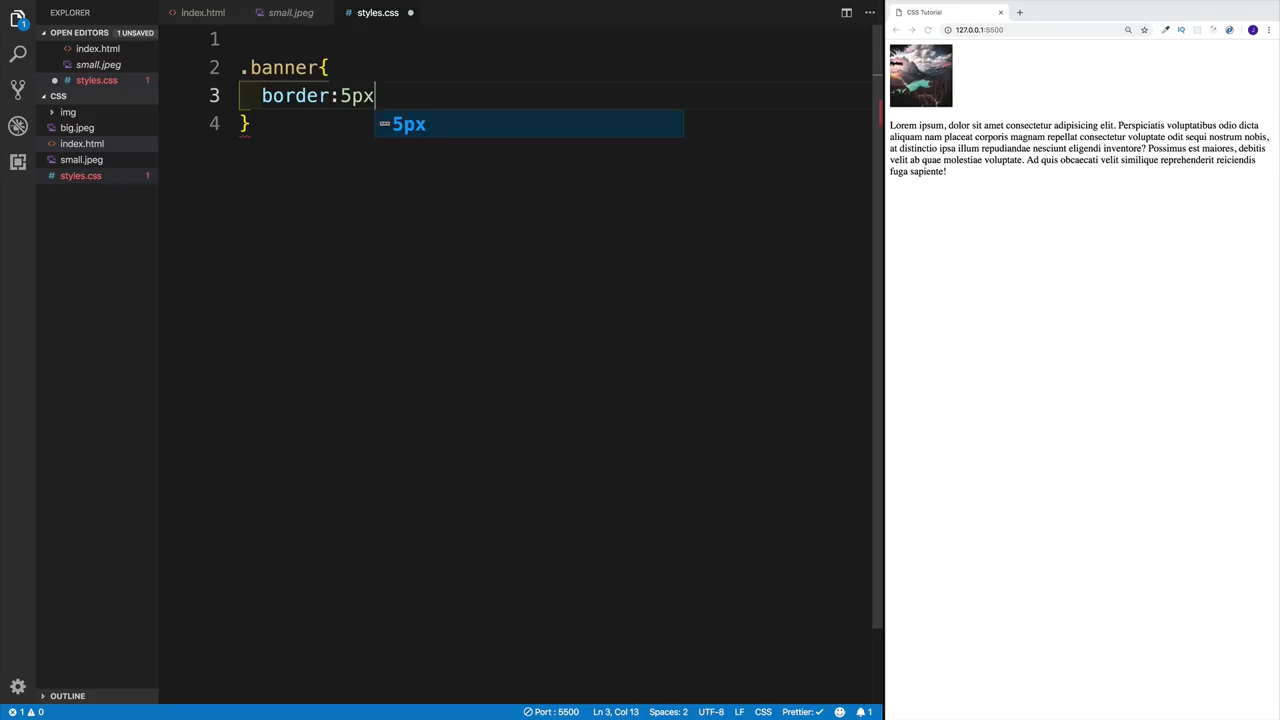 EXPLORER
OPEN EDITORS 1 UNSAVED
index.html
small.jpeg
styles.css 1
CSS
img
big.jpeg
index.html
small.jpeg
styles.css 1
OUTLINE
1
index.html small.jpeg styles.css
1
2 .banner{
3 border:5px
4 }
5px
1 0 Port : 5500 Ln 3, Col 13 Spaces: 2 UTF-8 LF CSS Prettier: ✓ 1
CSS Tutorial
127.0.0.1:5500 IQ J
Lorem ipsum, dolor sit amet consectetur adipisicing elit. Perspiciatis voluptatibus odio dicta
aliquam nam placeat corporis magnam repellat consectetur voluptate odit sequi nostrum nobis,
at distinctio ipsa illum repudiandae nesciunt eligendi inventore? Possimus est maiores, debitis
velit ab quae molestiae voluptate. Ad quis obcaecati velit similique reprehenderit reiciendis
fuga sapiente!